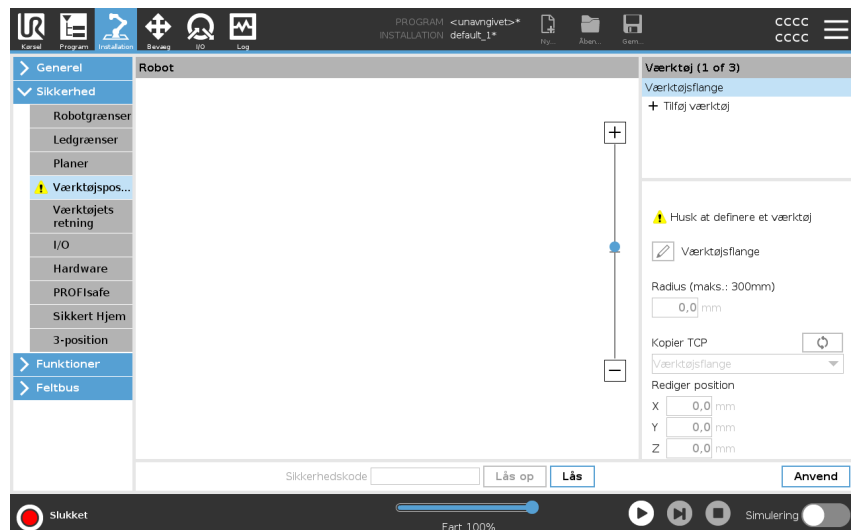 PROGRAM <unavngivet>*
INSTALLATION default_1*
Kørsel
Program
Installation
Bevæg
I/O
Log
Ny...
Åben...
Gem...
cccc
cccc
Generel
Sikkerhed
Robotgrænser
Ledgrænser
Planer
Værktøjspos...
Værktøjets
retning
I/O
Hardware
PROFIsafe
Sikkert Hjem
3-position
Funktioner
Feltbus
Robot
Værktøj (1 of 3)
Værktøjsflange
+ Tilføj værktøj
Husk at definere et værktøj
Værktøjsflange
Radius (maks.: 300mm)
0,0 mm
Kopier TCP
Værktøjsflange
Rediger position
X 0,0 mm
Y 0,0 mm
Z 0,0 mm
Sikkerhedskode
Lås op
Lås
Anvend
Slukket
Fart 100%
Simulering